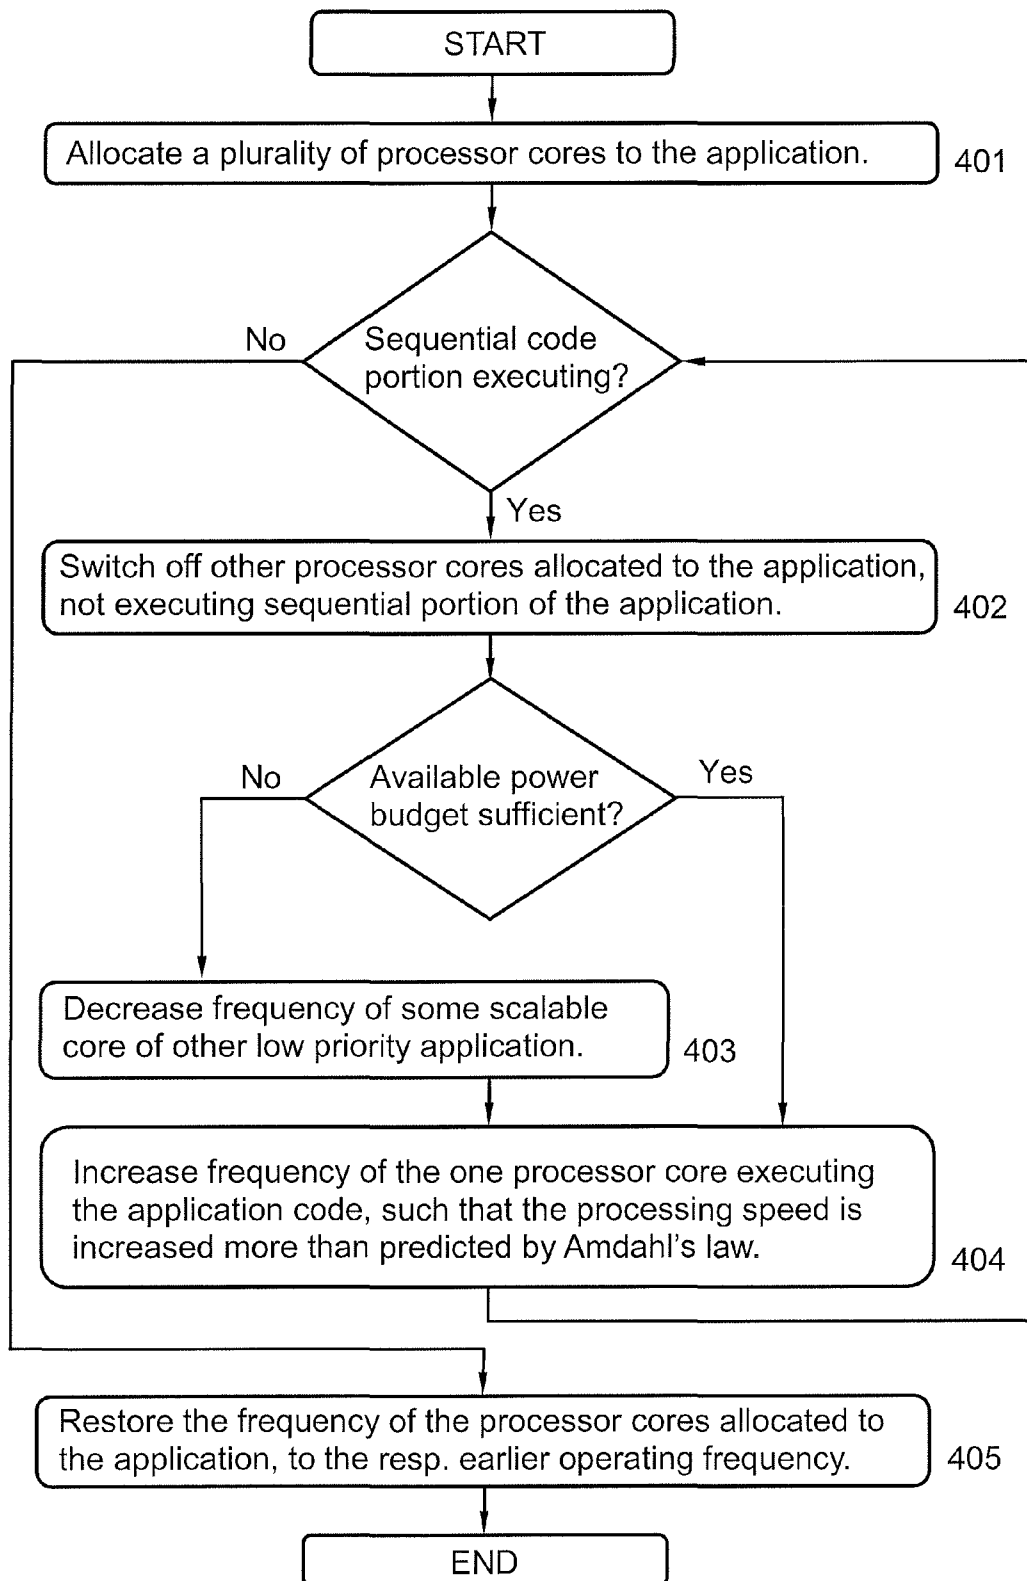 START
Allocate a plurality of processor cores to the application.
401
No
Sequential code
portion executing?
Yes
Switch off other processor cores allocated to the application,
not executing sequential portion of the application.
402
No
Available power
budget sufficient?
Yes
Decrease frequency of some scalable
core of other low priority application.
403
Increase frequency of the one processor core executing
the application code, such that the processing speed is
increased more than predicted by Amdahl's law.
404
Restore the frequency of the processor cores allocated to
the application, to the resp. earlier operating frequency.
405
END